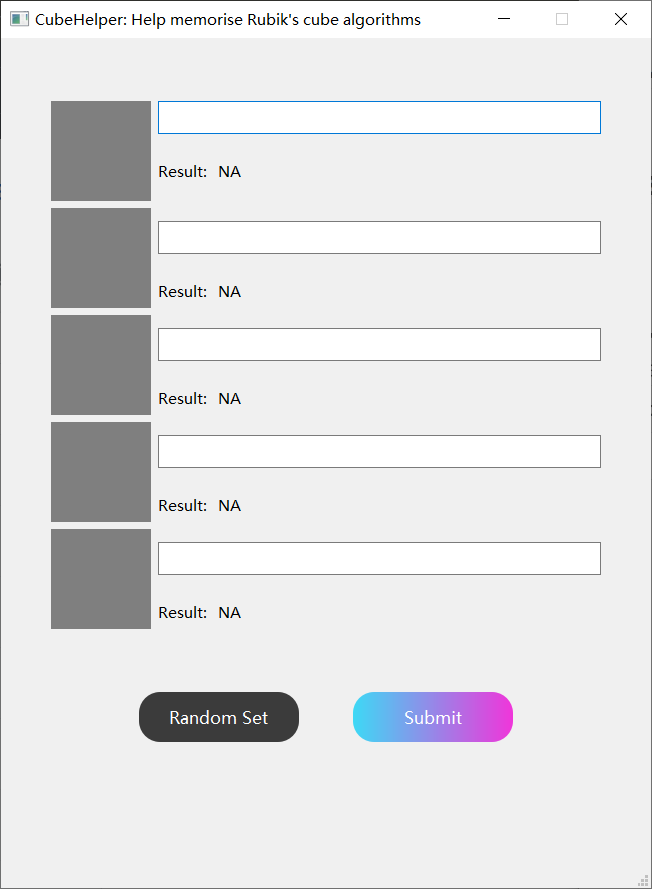 CubeHelper: Help memorise Rubik's cube algorithms
Result: NA
Result: NA
Result: NA
Result: NA
Result: NA
Random Set
Submit